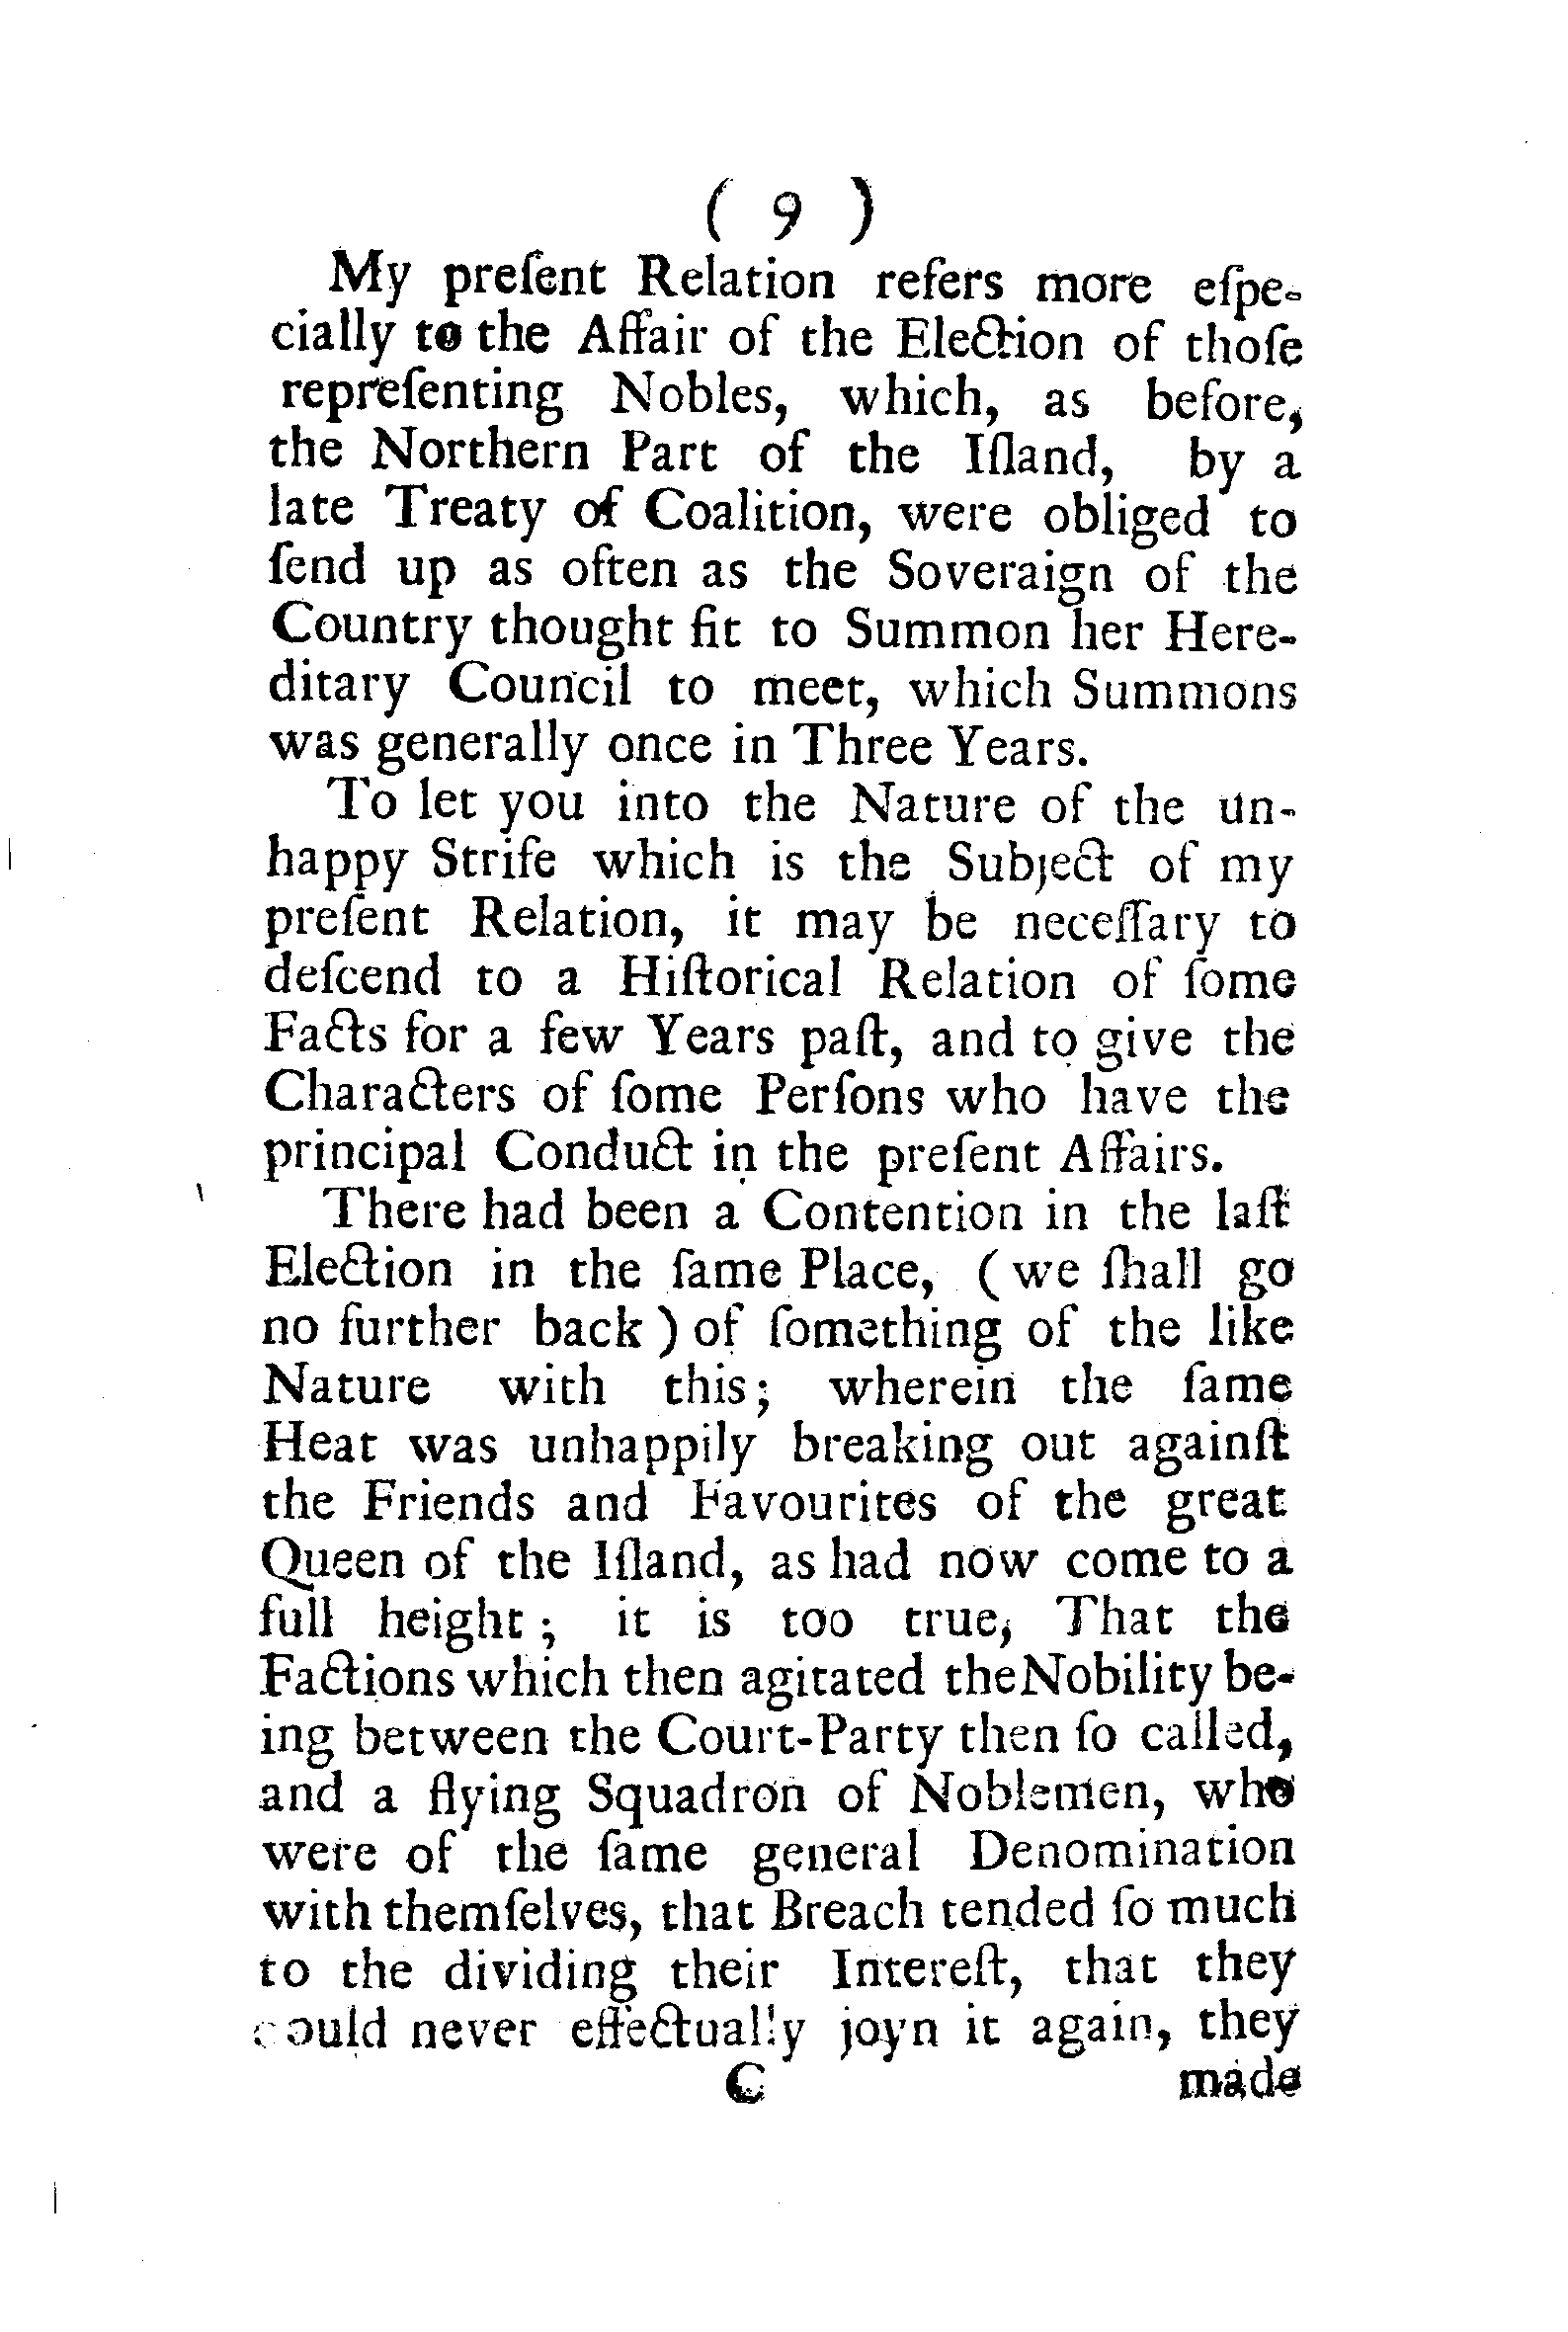 ( 9 )
My preſent Relation refers more eſpe-
cially to the Affair of the Election of thoſe
repreſenting Nobles, which, as before,
the Northern Part of the Iſland, by a
late Treaty of Coalition, were obliged to
ſend up as often as the Soveraign of the
Country thought fit to Summon her Here-
ditary Council to meet, which Summons
was generally once in Three Years.
To let you into the Nature of the un-
happy Strife which is the Subject of my
preſent Relation, it may be neceſſary to
deſcend to a Hiſtorical Relation of ſome
Facts for a few Years paſt, and to give the
Characters of ſome Perſons who have the
principal Conduct in the preſent Affairs.
There had been a Contention in the laſt
Election in the ſame Place, ( we ſhall go
no further back ) of ſomething of the like
Nature with this; wherein the ſame
Heat was unhappily breaking out againſt
the Friends and Favourites of the great
Queen of the Iſland, as had now come to a
full height; it is too true, That the
Factions which then agitated theNobility be-
ing between the Court-Party then ſo called,
and a flying Squadron of Noblemen, who
were of the ſame general Denomination
with themſelves, that Breach tended ſo much
to the dividing their Intereſt, that they
could never effectually joyn it again, they
C made